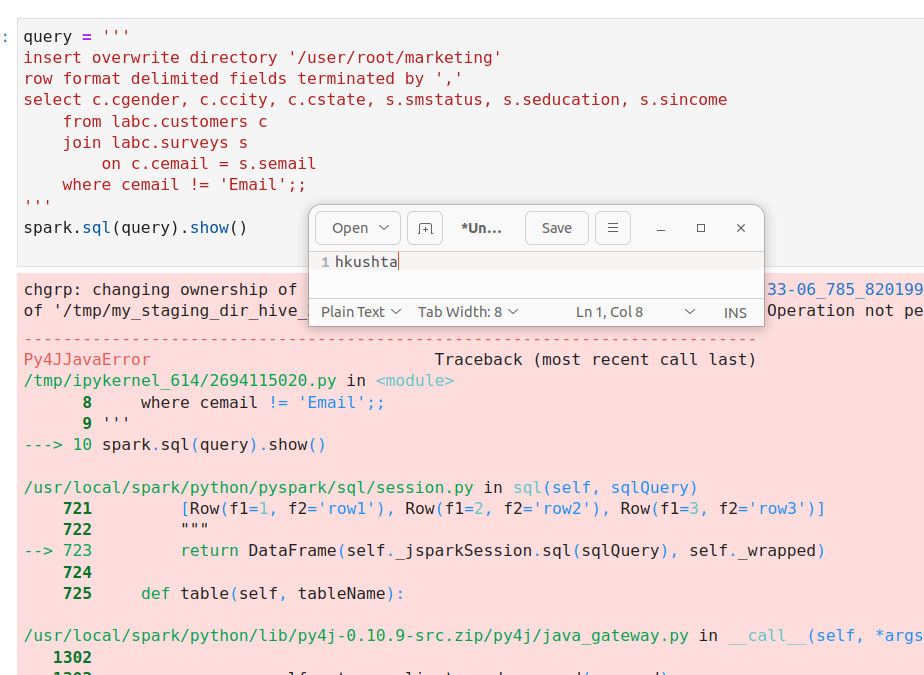 : query = '''
insert overwrite directory '/user/root/marketing'
row format delimited fields terminated by ','
select c.cgender, c.ccity, c.cstate, s.smstatus, s.seducation, s.sincome
    from labc.customers c
    join labc.surveys s
        on c.cemail = s.semail
    where cemail != 'Email';;
'''
spark.sql(query).show()
Open *Un... Save
1 hkushta
Plain Text Tab Width: 8 Ln 1, Col 8 INS
chgrp: changing ownership of 33-06_785_820199
of '/tmp/my_staging_dir_hive_ Operation not pe
---------------------------------------------------------------------------
Py4JJavaError                             Traceback (most recent call last)
/tmp/ipykernel_614/2694115020.py in <module>
      8     where cemail != 'Email';;
      9 '''
---> 10 spark.sql(query).show()
/usr/local/spark/python/pyspark/sql/session.py in sql(self, sqlQuery)
    721         [Row(f1=1, f2='row1'), Row(f1=2, f2='row2'), Row(f1=3, f2='row3')]
    722         """
--> 723         return DataFrame(self._jsparkSession.sql(sqlQuery), self._wrapped)
    724
    725     def table(self, tableName):
/usr/local/spark/python/lib/py4j-0.10.9-src.zip/py4j/java_gateway.py in __call__(self, *args
   1302